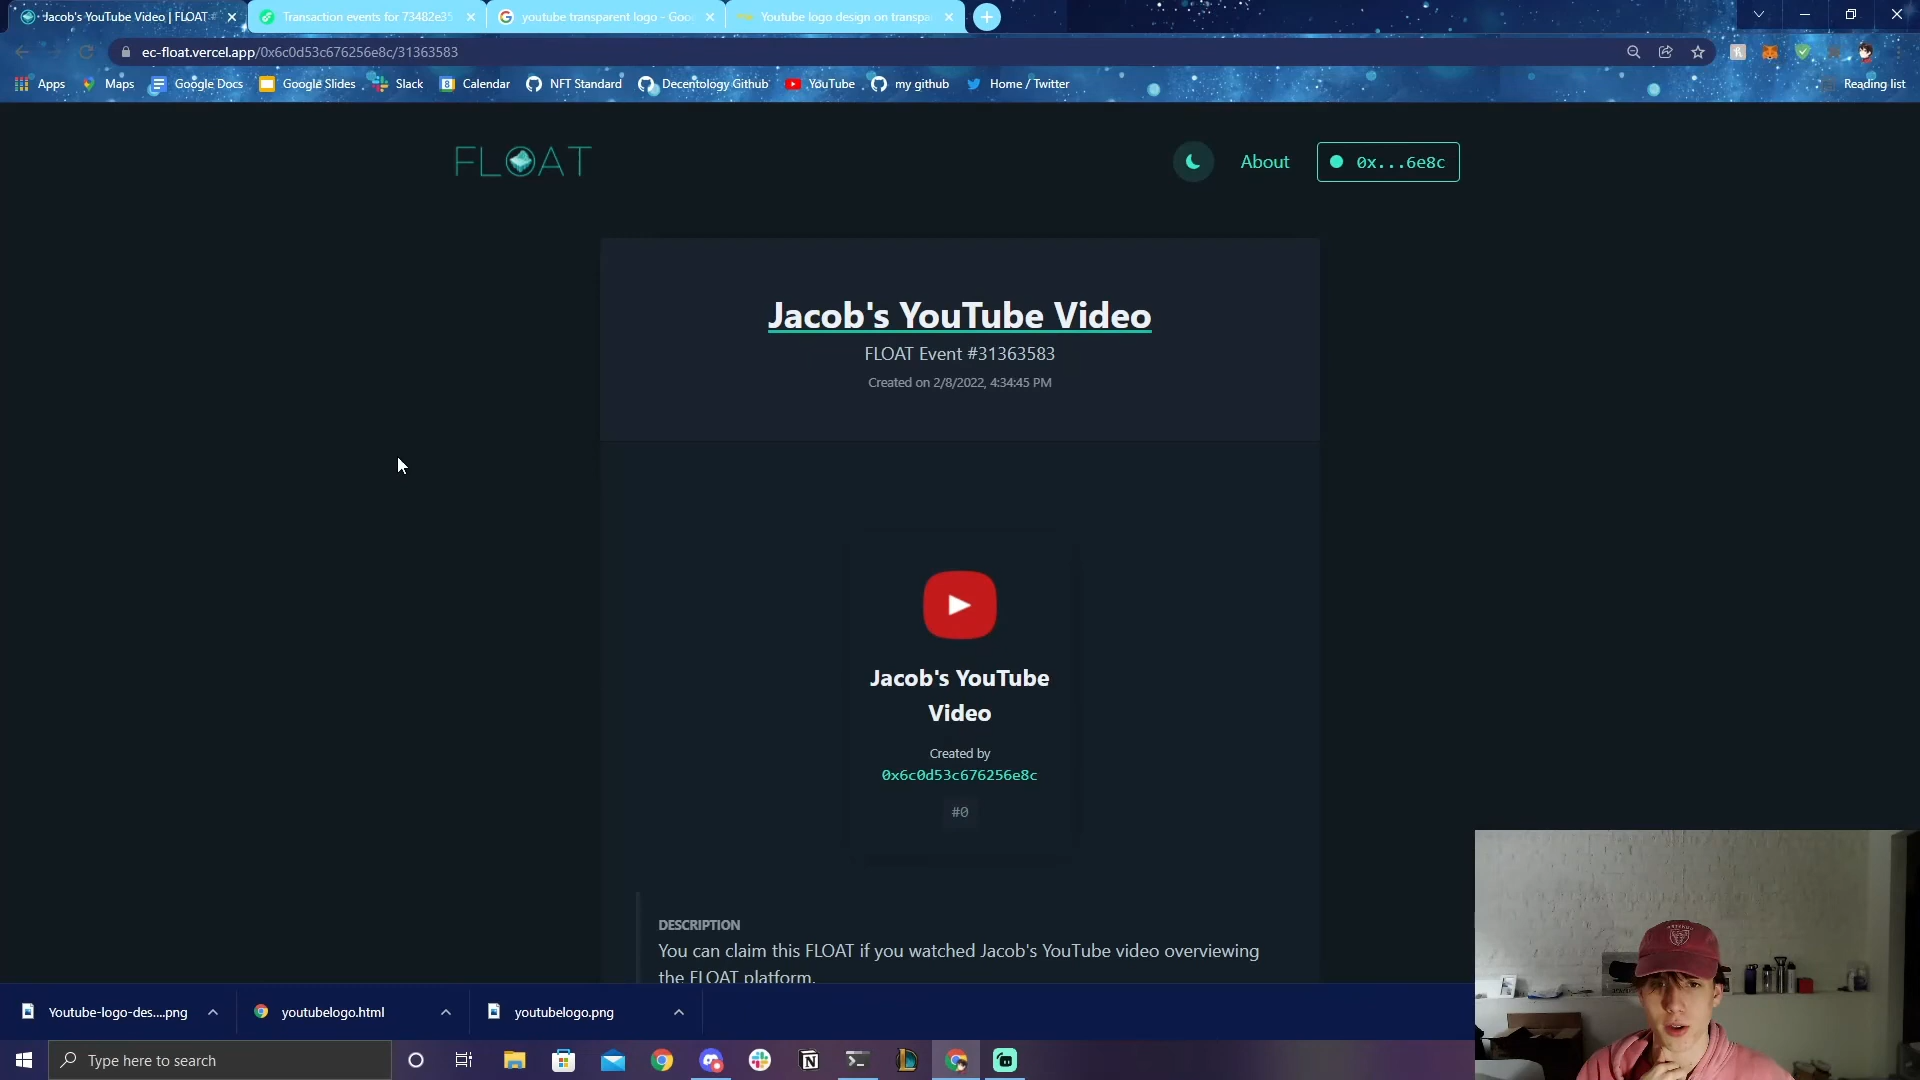 Jacob's YouTube Video | FLOAT
Transaction events for 73482e35
youtube transparent logo - Goo
Youtube logo design on transpa
ec-float.vercel.app/0x6c0d53c676256e8c/31363583
Apps
Maps
Google Docs
Google Slides
Slack
Calendar
NFT Standard
Decentology Github
YouTube
my github
Home / Twitter
Reading list
FLOAT
About
0x...6e8c
Jacob's YouTube Video
FLOAT Event #31363583
Created on 2/8/2022, 4:34:45 PM
Jacob's YouTube
Video
Created by
0x6c0d53c676256e8c
#0
DESCRIPTION
You can claim this FLOAT if you watched Jacob's YouTube video overviewing
the FLOAT platform.
Youtube-logo-des....png
youtubelogo.html
youtubelogo.png
Type here to search